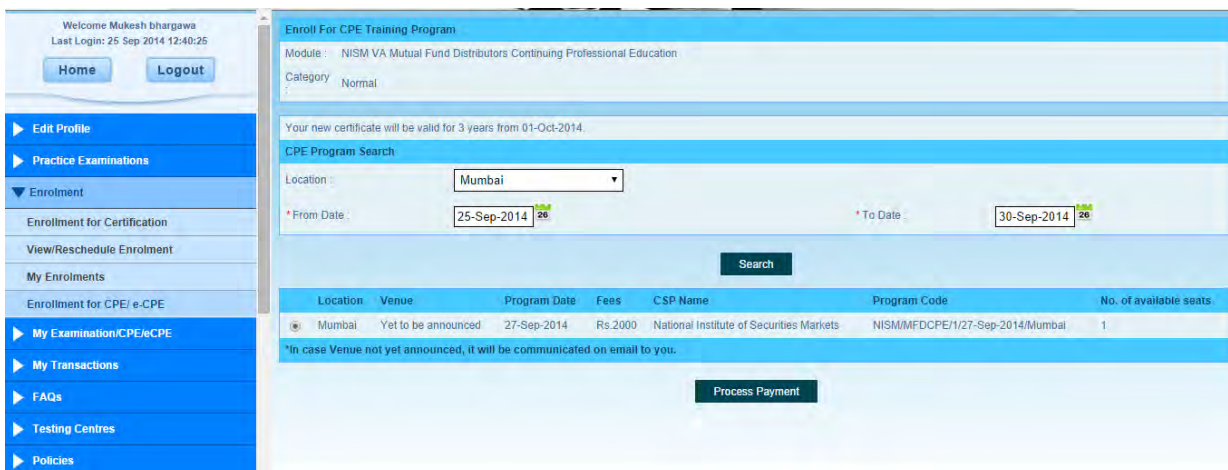 Welcome Mukesh bhargawa
Last Login: 25 Sep 2014 12:40:25
Home Logout
Edit Profile
Practice Examinations
Enrolment
Enrollment for Certification
View/Reschedule Enrolment
My Enrolments
Enrollment for CPE/ e-CPE
My Examination/CPE/eCPE
My Transactions
FAQs
Testing Centres
Policies
Enroll For CPE Training Program
Module : NISM VA Mutual Fund Distributors Continuing Professional Education
Category : Normal
Your new certificate will be valid for 3 years from 01-Oct-2014.
CPE Program Search
Location : Mumbai
* From Date : 25-Sep-2014 26 * To Date : 30-Sep-2014 26
Search
Location Venue Program Date Fees CSP Name Program Code No. of available seats
Mumbai Yet to be announced 27-Sep-2014 Rs.2000 National Institute of Securities Markets NISM/MFDCPE/1/27-Sep-2014/Mumbai 1
*In case Venue not yet announced, it will be communicated on email to you.
Process Payment